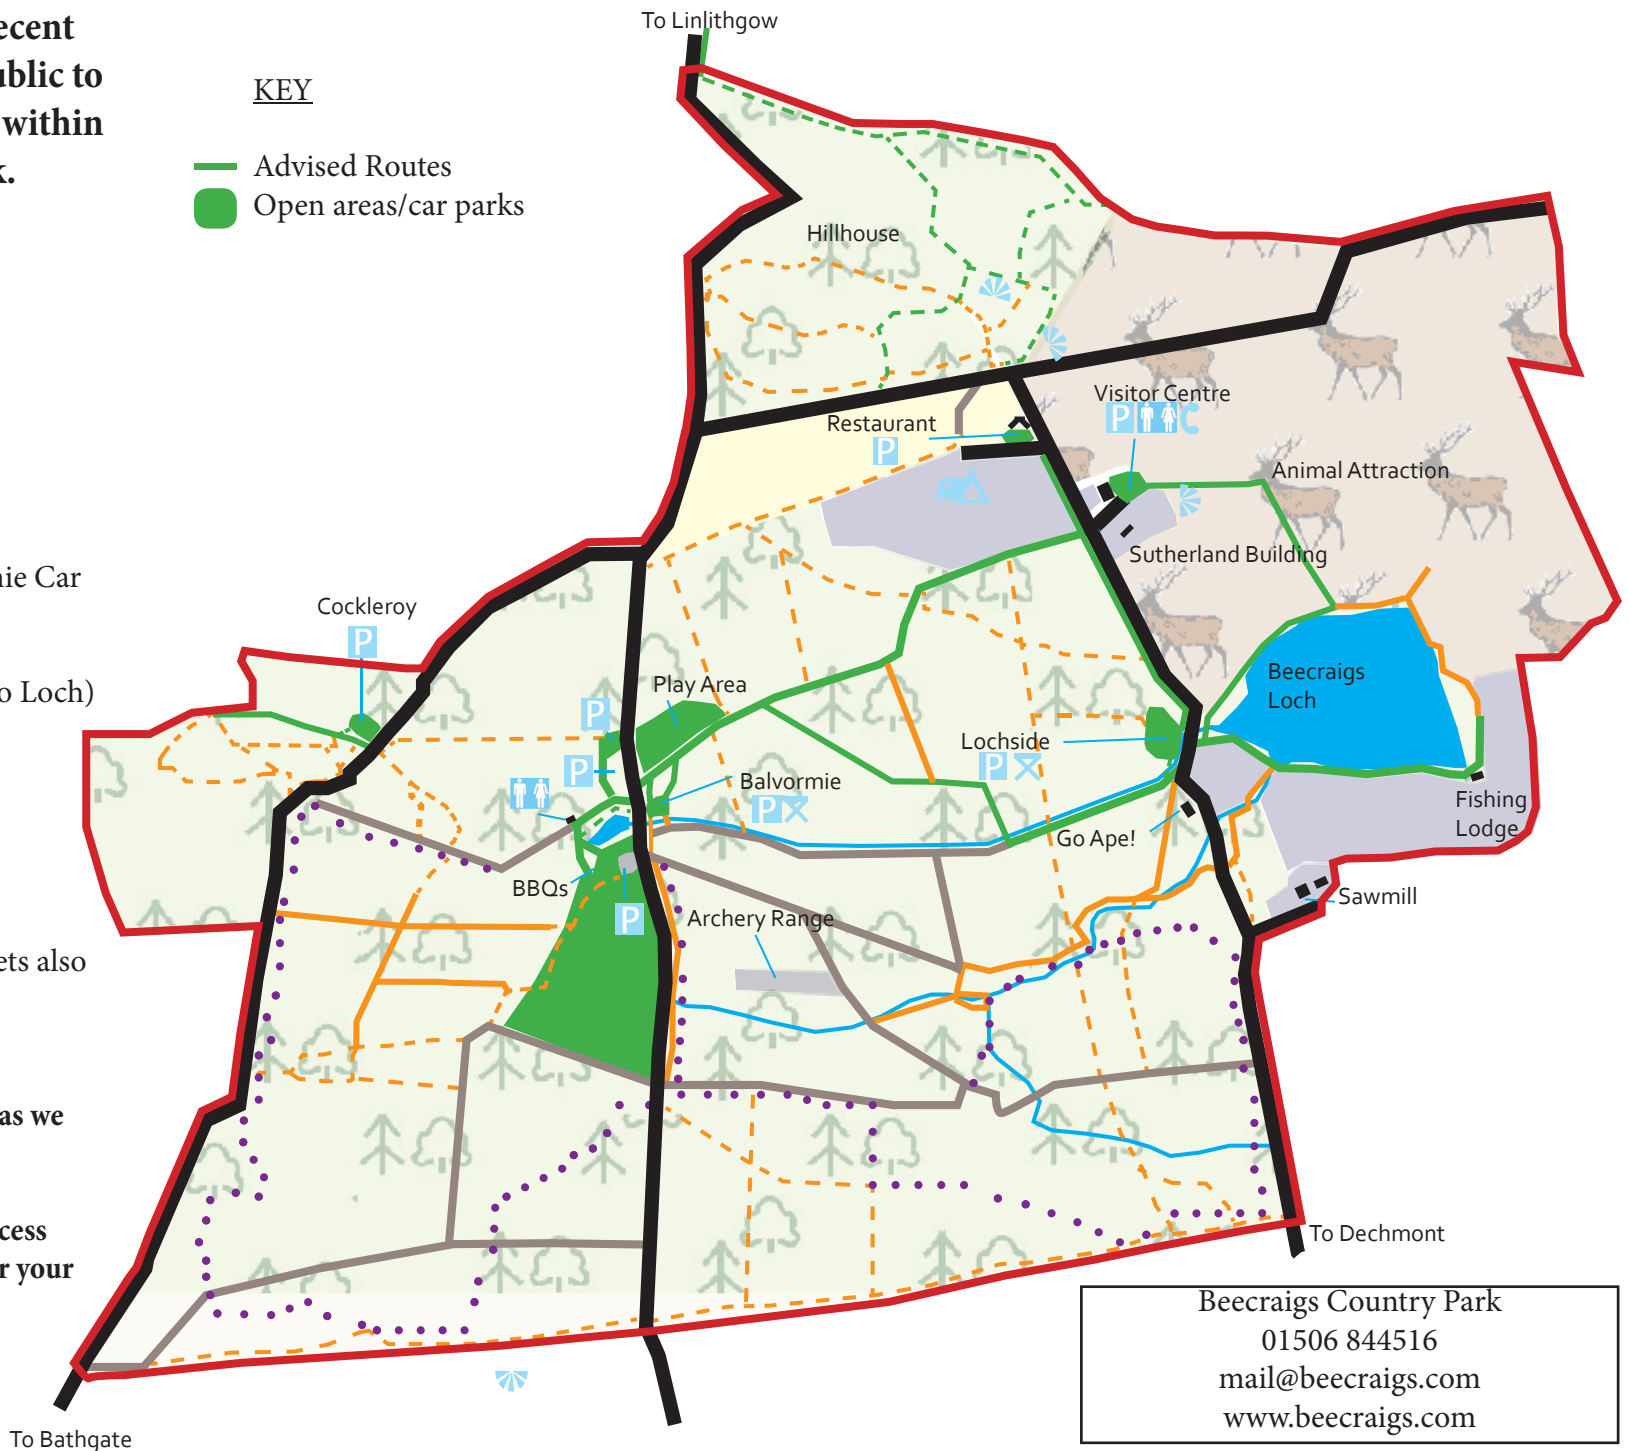 To Linlithgow
ecent
ublic to
within
k.
KEY
Advised Routes
Open areas/car parks
Hillhouse
Visitor Centre
P
Restaurant
P
Animal Attraction
Sutherland Building
nie Car
Cockleroy
P
o Loch)
Beecraigs
Loch
Play Area
P
Lochside
P
P
Balvormie
P
Fishing
Lodge
Go Ape!
BBQs
P
Sawmill
Archery Range
ets also
as we
cess
r your
To Dechmont
Beecraigs Country Park
01506 844516
mail@beecraigs.com
www.beecraigs.com
To Bathgate